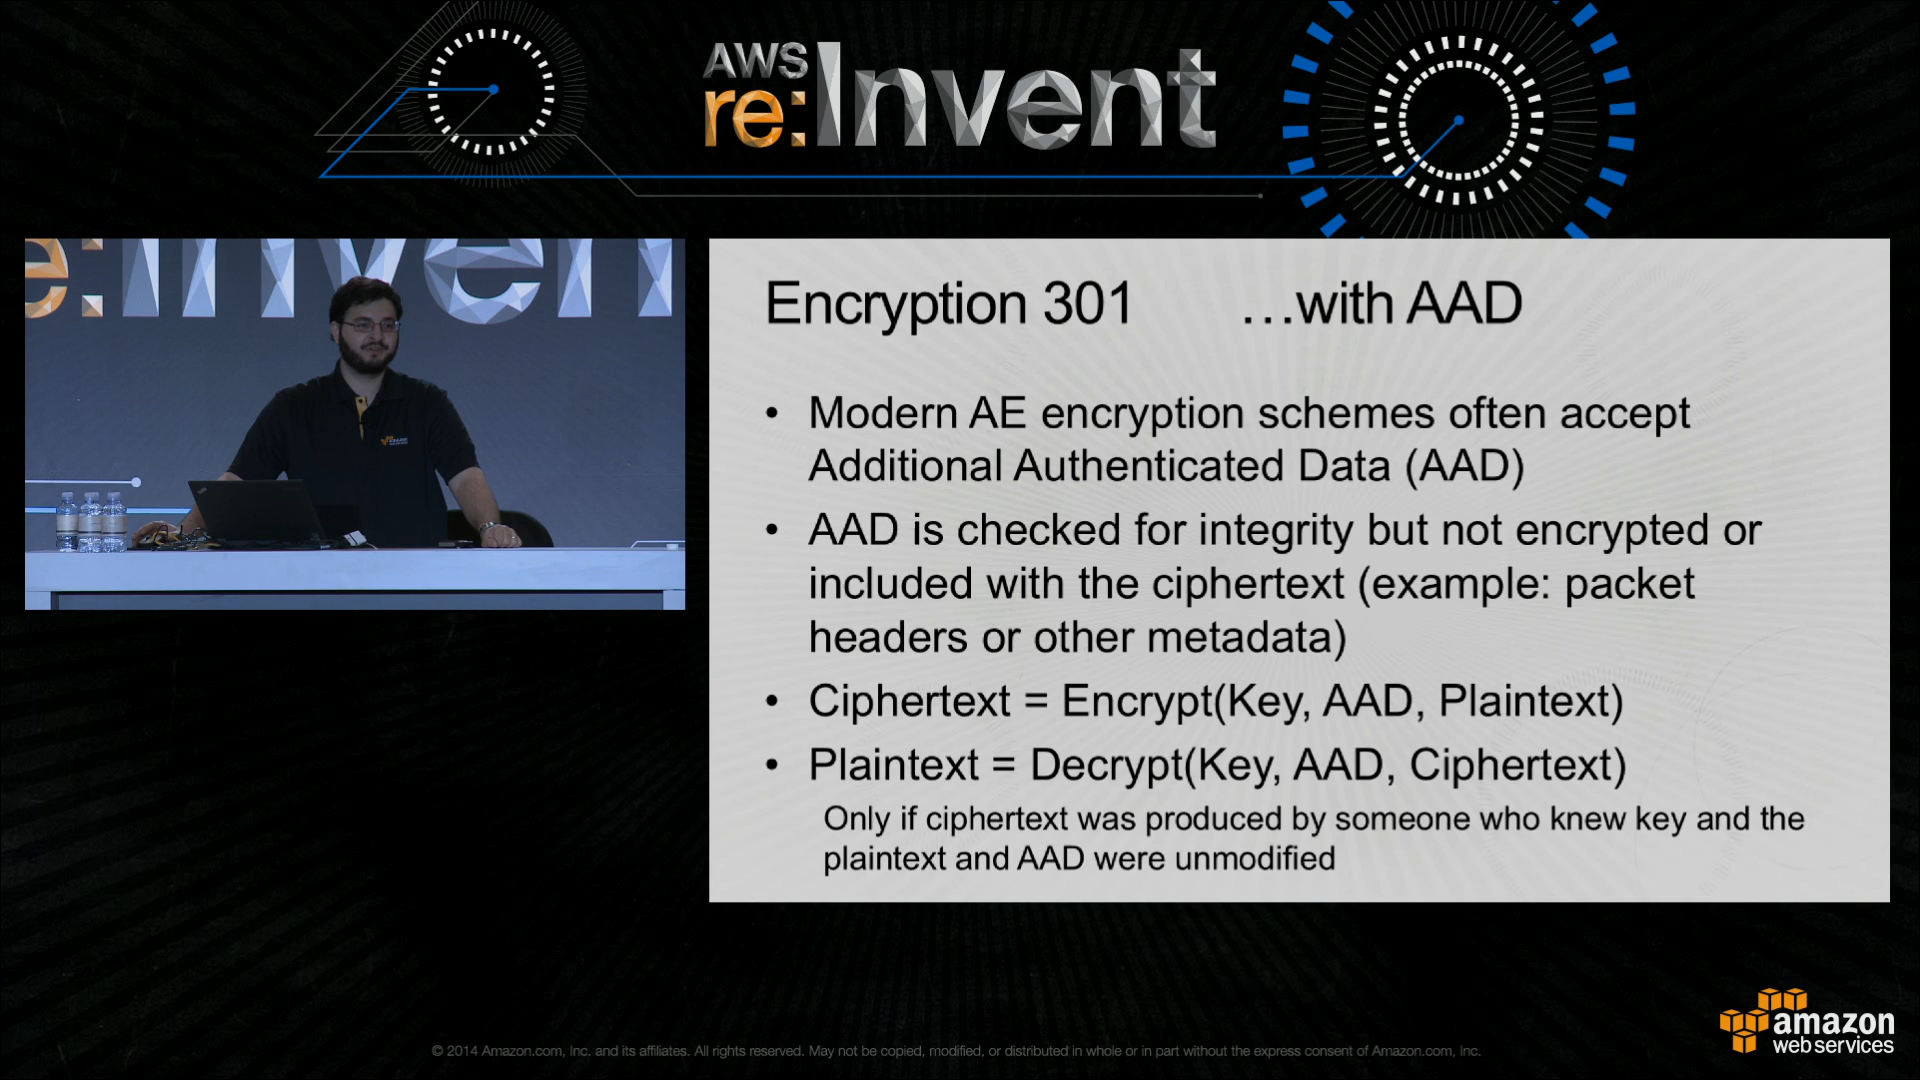 AWS
re:Invent
e:Inven
Encryption 301 …with AAD
• Modern AE encryption schemes often accept
Additional Authenticated Data (AAD)
• AAD is checked for integrity but not encrypted or
included with the ciphertext (example: packet
headers or other metadata)
• Ciphertext = Encrypt(Key, AAD, Plaintext)
• Plaintext = Decrypt(Key, AAD, Ciphertext)
Only if ciphertext was produced by someone who knew key and the
plaintext and AAD were unmodified
© 2014 Amazon.com, Inc. and its affiliates. All rights reserved. May not be copied, modified, or distributed in whole or in part without the express consent of Amazon.com, Inc.
amazon
web services